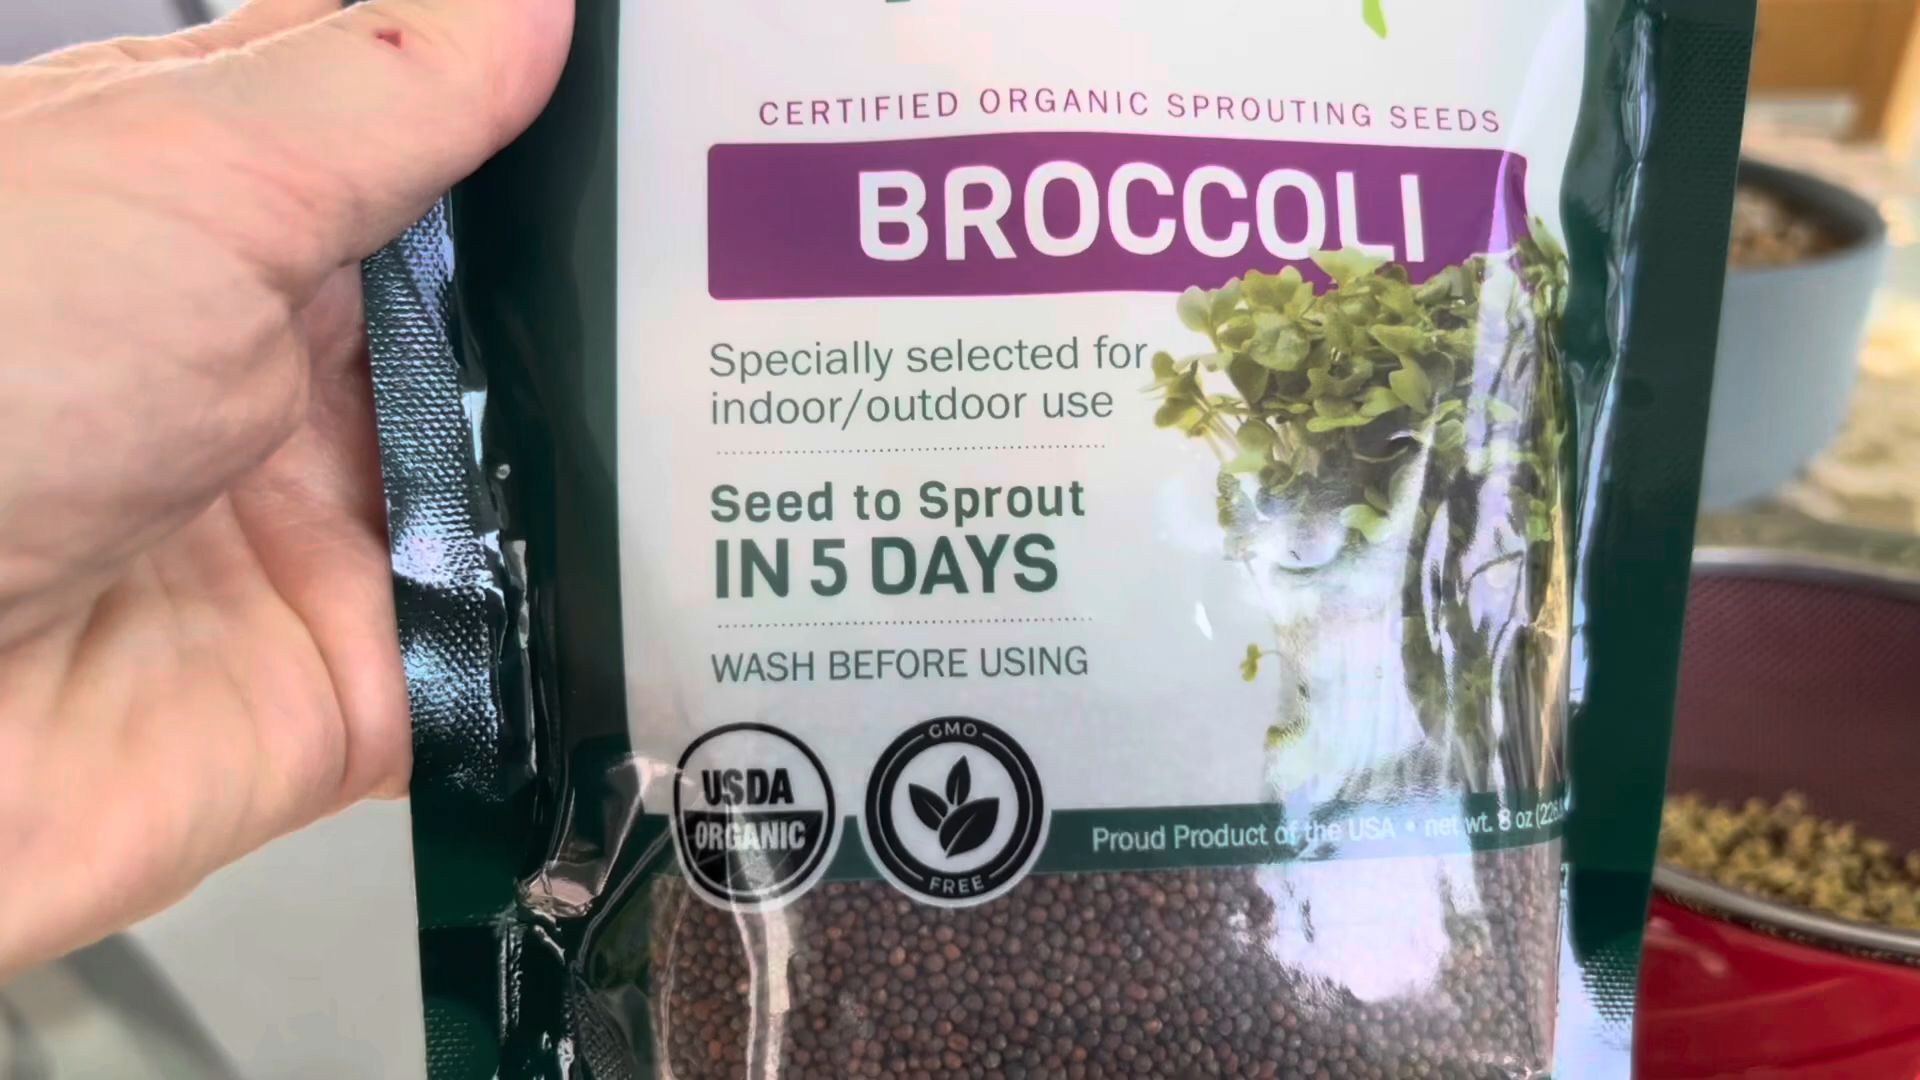 CERTIFIED ORGANIC SPROUTING SEEDS
BROCCOLI
Specially selected for
indoor/outdoor use
Seed to Sprout
IN 5 DAYS
WASH BEFORE USING
USDA
ORGANIC
GMO
FREE
Proud Product of the USA • net wt. 8 oz